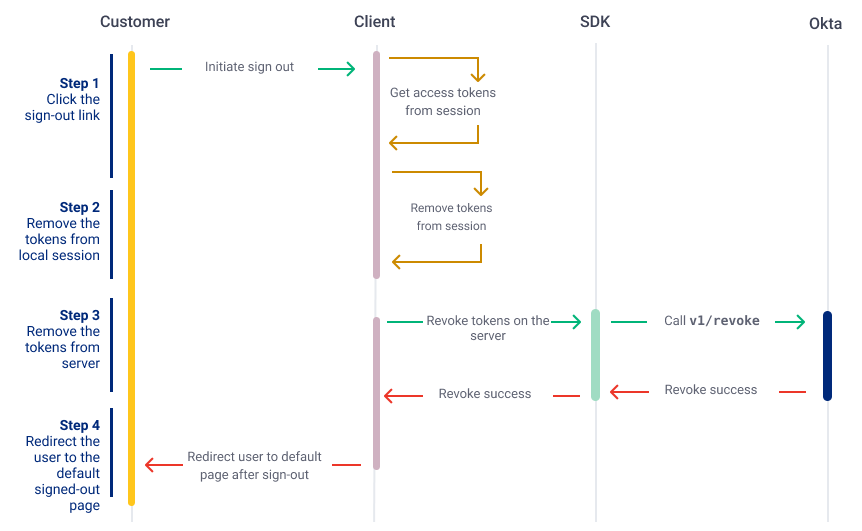 Customer
Client
SDK
Okta
Step 1
Click the
sign-out link
Initiate sign out
Get access tokens
from session
Step 2
Remove the
tokens from
local session
Remove tokens
from session
Step 3
Remove the
tokens from
server
Revoke tokens on the
server
Call v1/revoke
Revoke success
Revoke success
Step 4
Redirect the
user to the
default
signed-out
page
Redirect user to default
page after sign-out